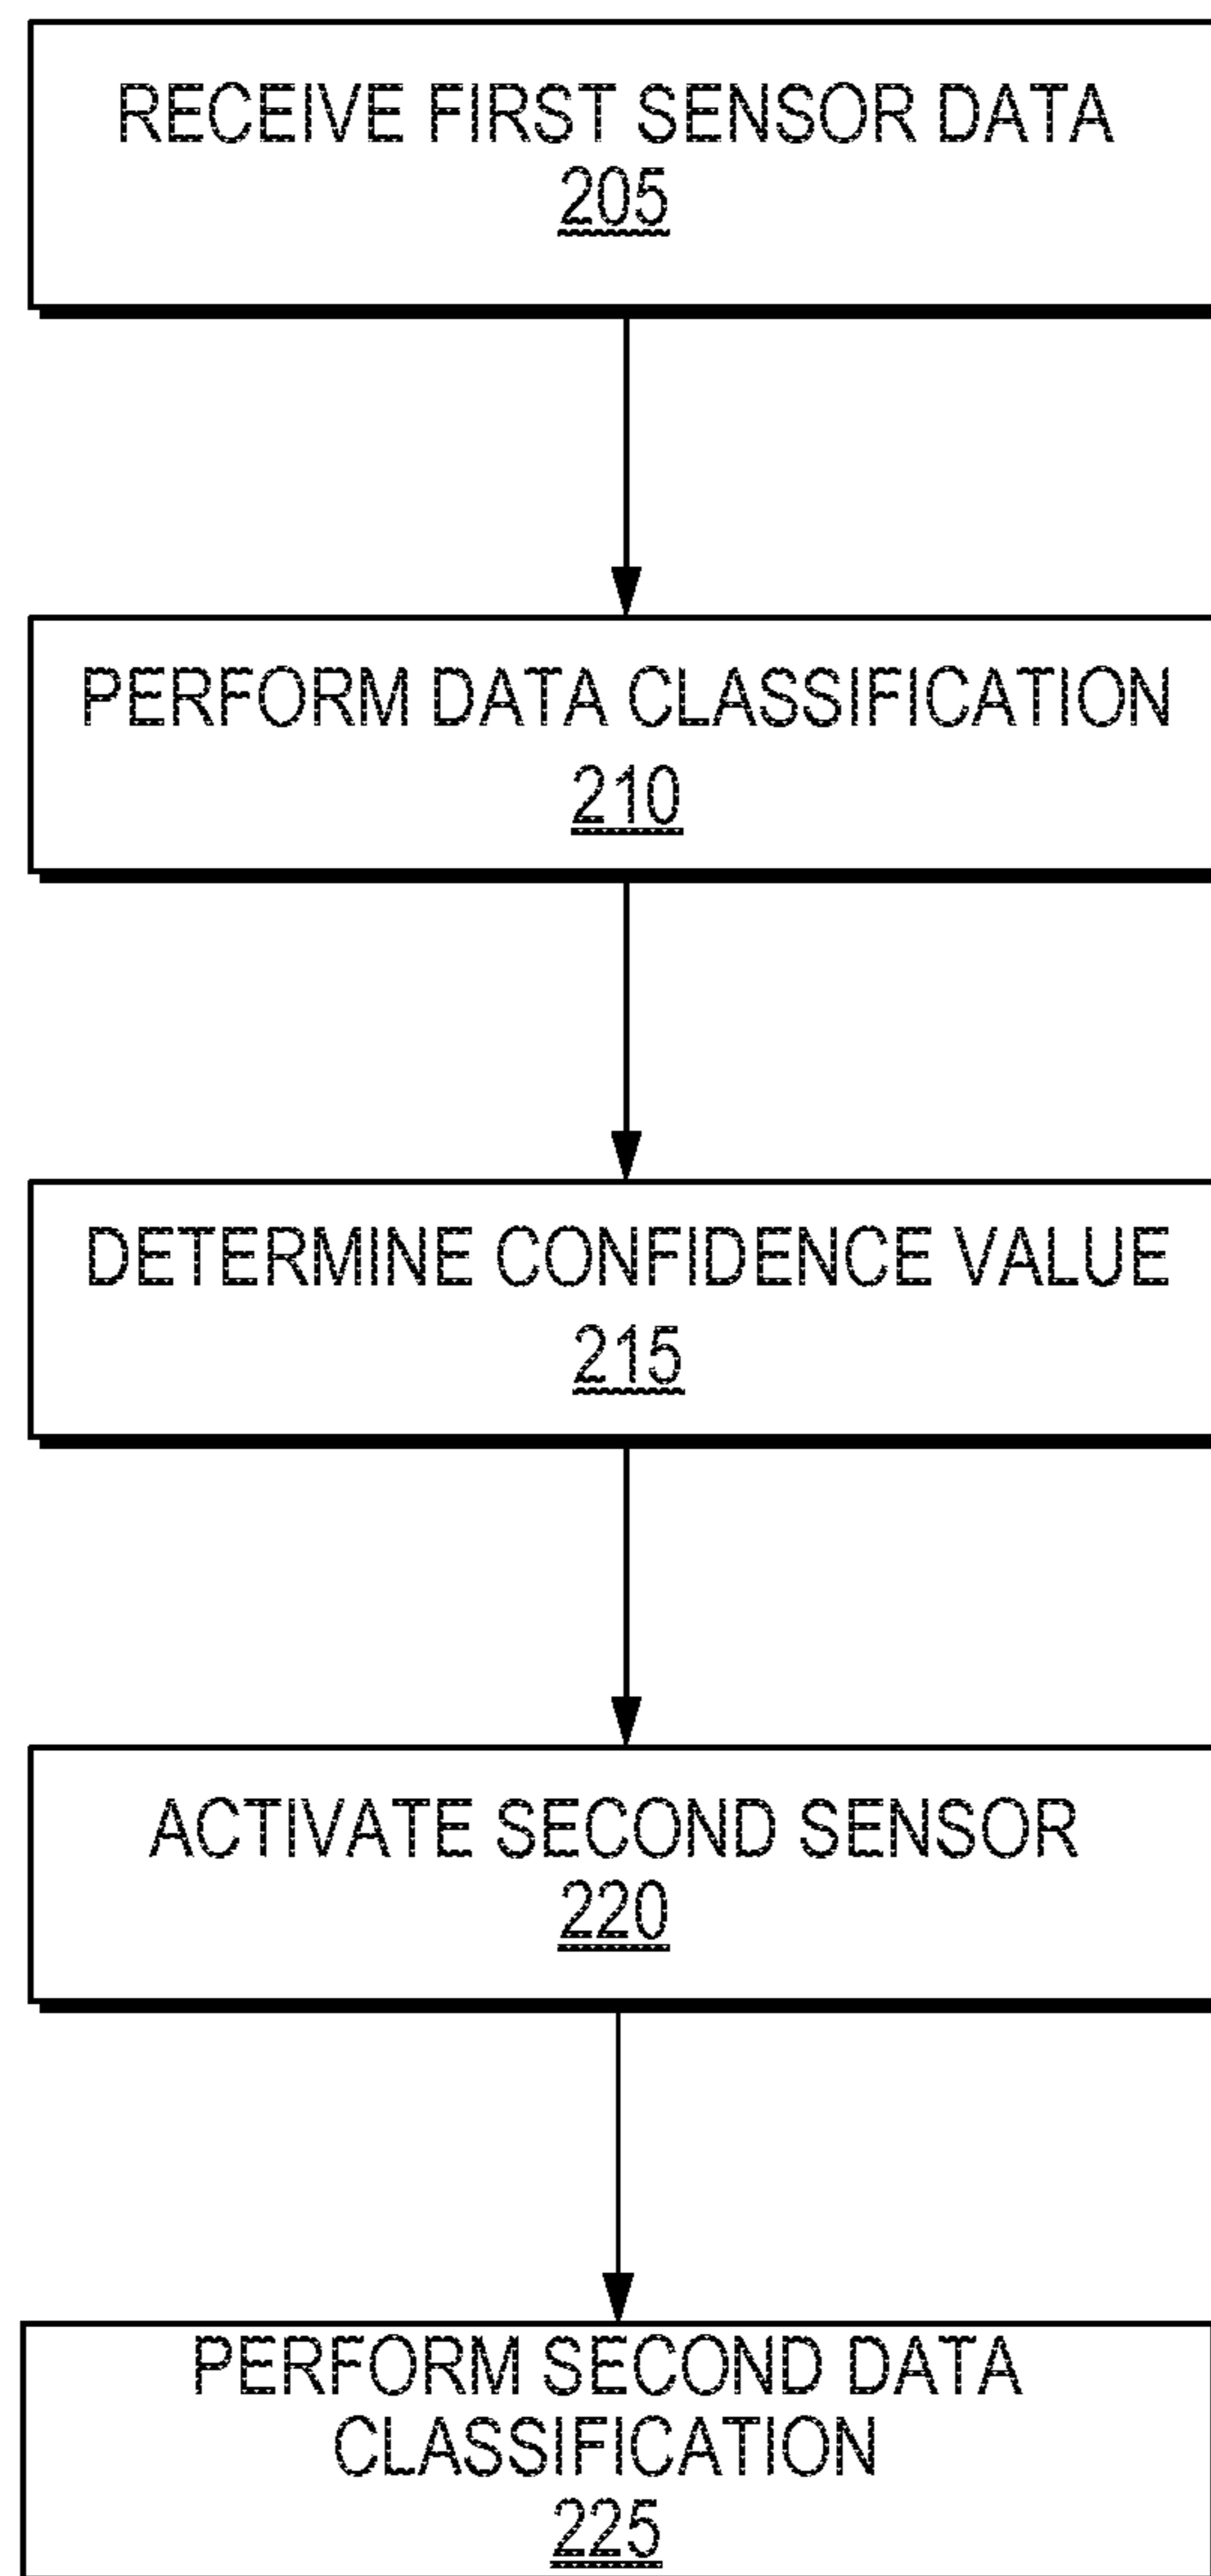 RECEIVE FIRST SENSOR DATA
205
PERFORM DATA CLASSIFICATION
210
DETERMINE CONFIDENCE VALUE
215
ACTIVATE SECOND SENSOR
220
PERFORM SECOND DATA
CLASSIFICATION
225